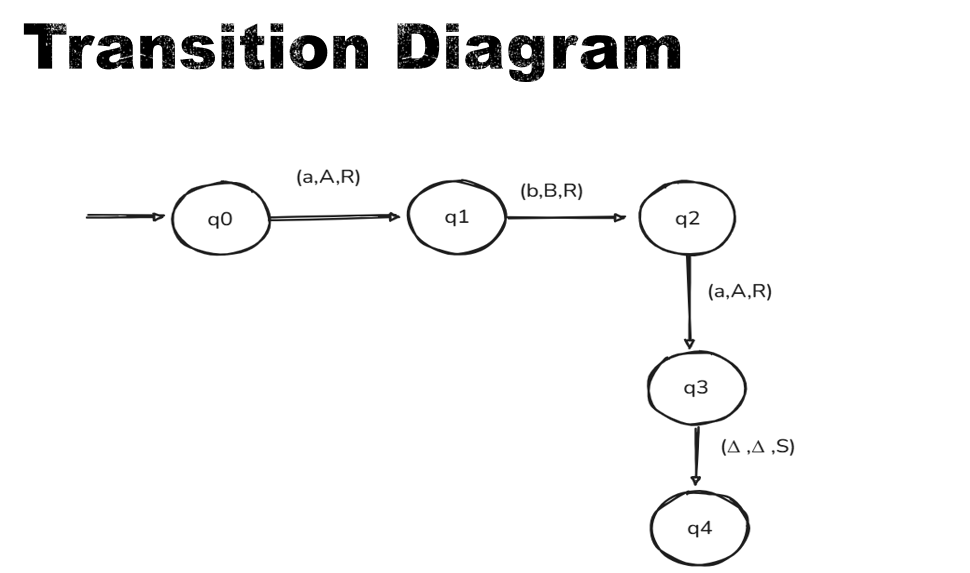 Transition Diagram
(a,A,R)
(b,B,R)
q0
q1
q2
(a,A,R)
q3
(Δ ,Δ ,S)
q4